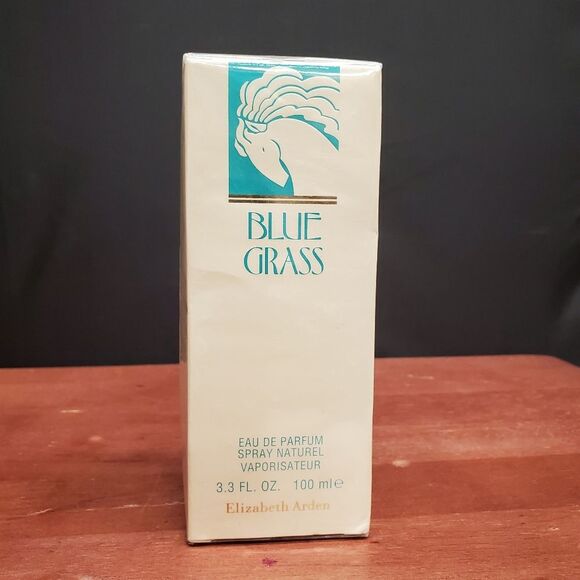 BLUE
GRASS
EAU DE PARFUM
SPRAY NATUREL
VAPORISATEUR
3.3 FL. OZ. 100 ml℮
Elizabeth Arden